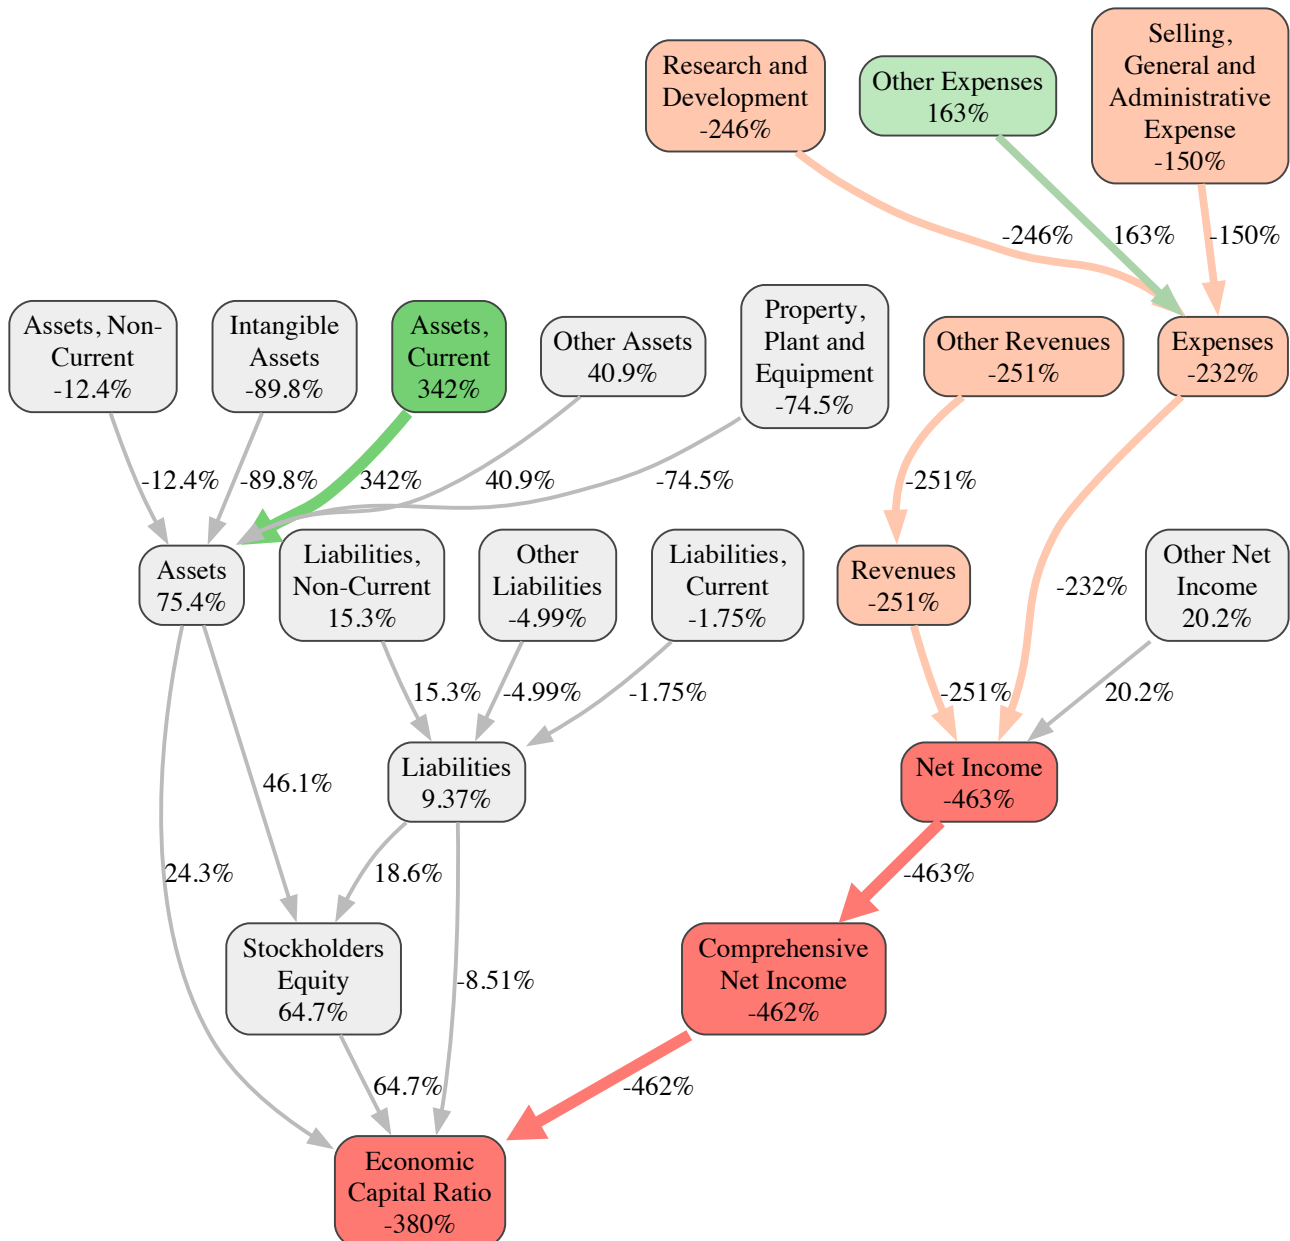 Research and
Development
-246%
Other Expenses
163%
Selling,
General and
Administrative
Expense
-150%
-246%
163%
-150%
Assets, Non-
Current
-12.4%
Intangible
Assets
-89.8%
Assets,
Current
342%
Other Assets
40.9%
Property,
Plant and
Equipment
-74.5%
Other Revenues
-251%
Expenses
-232%
-12.4%
-89.8%
342%
40.9%
-74.5%
-251%
Assets
75.4%
Liabilities,
Non-Current
15.3%
Other
Liabilities
-4.99%
Liabilities,
Current
-1.75%
Revenues
-251%
-232%
Other Net
Income
20.2%
15.3%
-4.99%
-1.75%
-251%
20.2%
46.1%
Liabilities
9.37%
Net Income
-463%
24.3%
18.6%
-463%
Stockholders
Equity
64.7%
-8.51%
Comprehensive
Net Income
-462%
64.7%
-462%
Economic
Capital Ratio
-380%